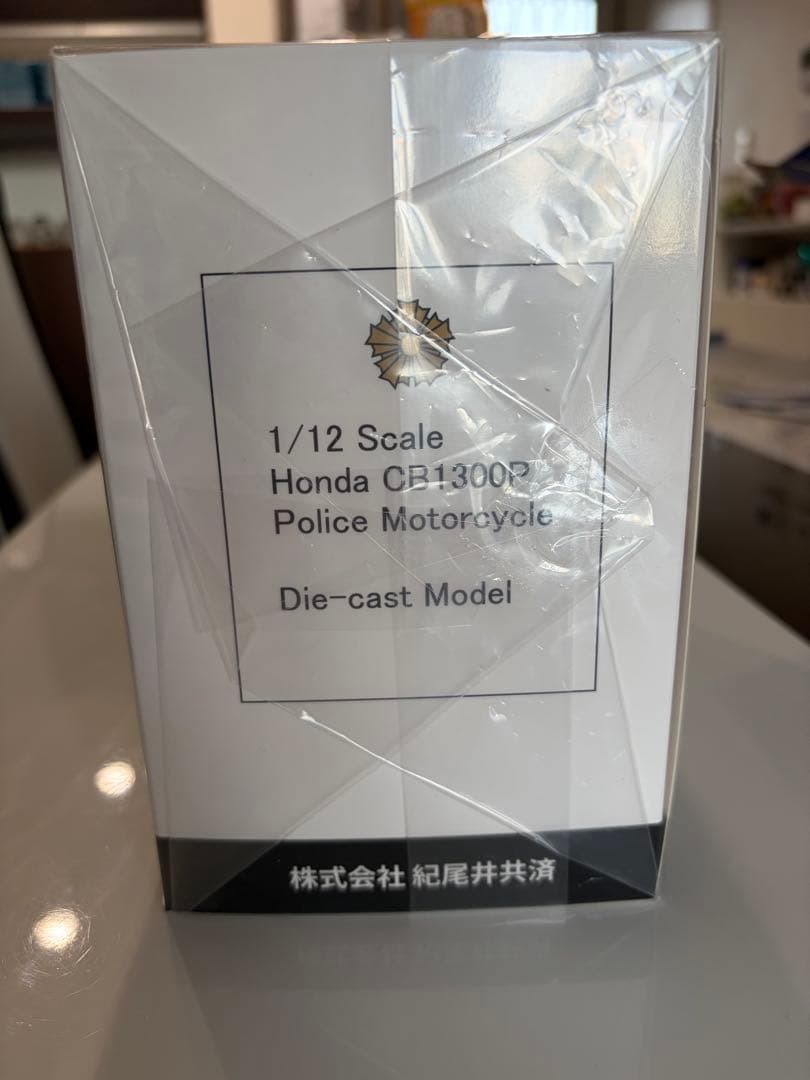 1/12 Scale
Honda CB1300P
Police Motorcycle
Die-cast Model
株式会社 紀尾井共済